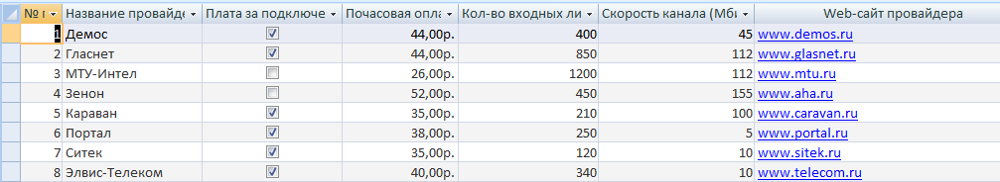 № п Название провайде Плата за подключе Почасовая опла Кол-во входных ли Скорость канала (Мби Web-сайт провайдера
1 Демос 44,00р. 400 45 www.demos.ru
2 Гласнет 44,00р. 850 112 www.glasnet.ru
3 МТУ-Интел 26,00р. 1200 112 www.mtu.ru
4 Зенон 52,00р. 450 155 www.aha.ru
5 Караван 35,00р. 210 100 www.caravan.ru
6 Портал 38,00р. 250 5 www.portal.ru
7 Ситек 35,00р. 120 10 www.sitek.ru
8 Элвис-Телеком 40,00р. 340 10 www.telecom.ru